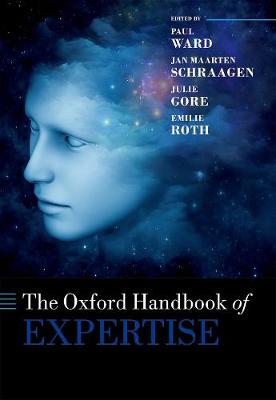 EDITED BY
PAUL
WARD
JAN MAARTEN
SCHRAAGEN
JULIE
GORE
EMILIE
ROTH
The Oxford Handbook of
EXPERTISE